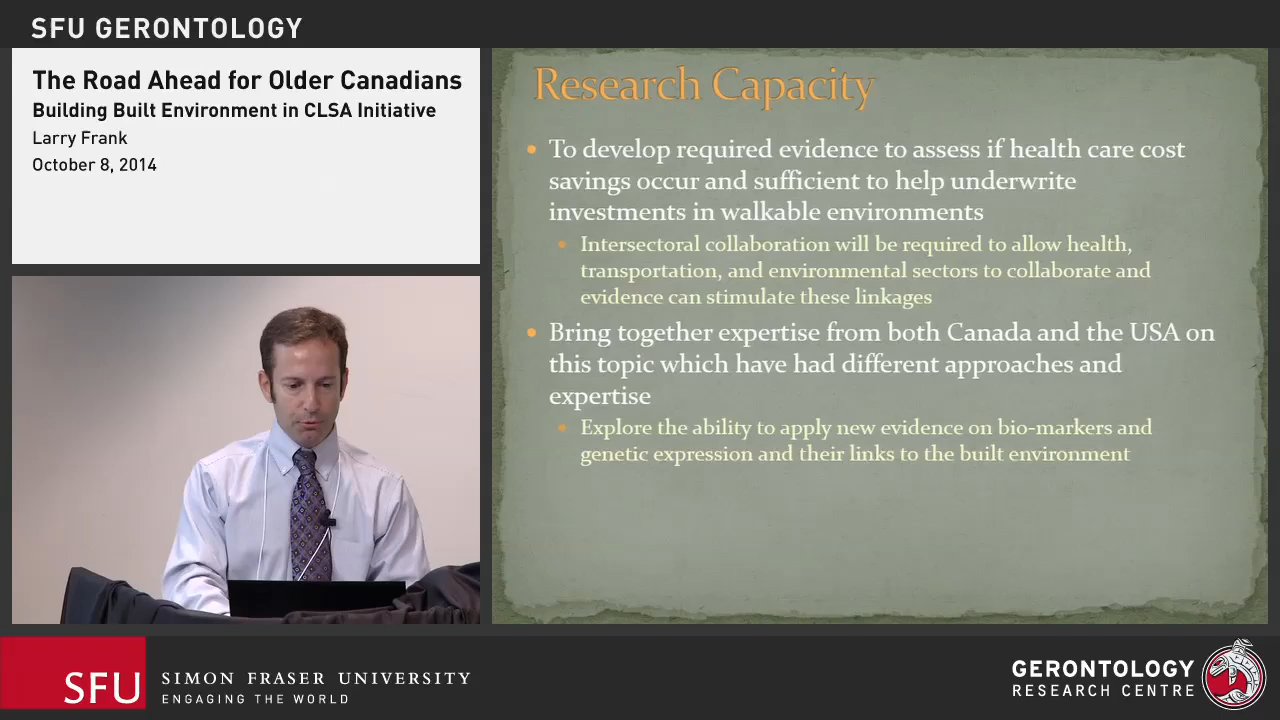 SFU GERONTOLOGY
The Road Ahead for Older Canadians
Building Built Environment in CLSA Initiative
Larry Frank
October 8, 2014
Research Capacity
• To develop required evidence to assess if health care cost
savings occur and sufficient to help underwrite
investments in walkable environments
• Intersectoral collaboration will be required to allow health,
transportation, and environmental sectors to collaborate and
evidence can stimulate these linkages
• Bring together expertise from both Canada and the USA on
this topic which have had different approaches and
expertise
• Explore the ability to apply new evidence on bio-markers and
genetic expression and their links to the built environment
SFU
SIMON FRASER UNIVERSITY
ENGAGING THE WORLD
GERONTOLOGY
RESEARCH CENTRE